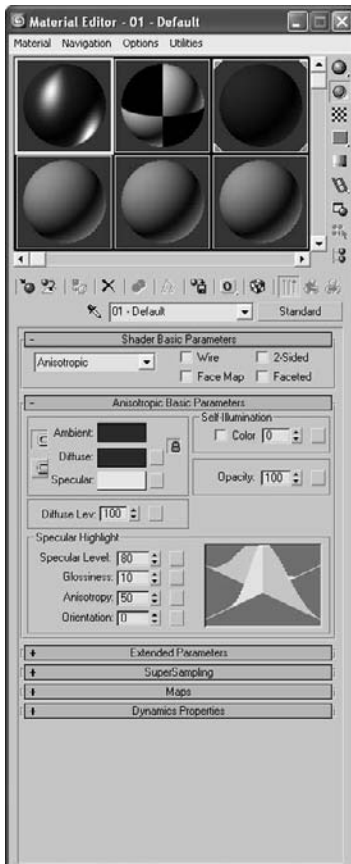 Material Editor - 01 - Default
Material Navigation Options Utilities
01 - Default Standard
Shader Basic Parameters
Anisotropic Wire 2-Sided
Face Map Faceted
Anisotropic Basic Parameters
Self-Illumination
Ambient: Color 0
Diffuse:
Specular: Opacity: 100
Diffuse Lev: 100
Specular Highlight
Specular Level: 80
Glossiness: 10
Anisotropy: 50
Orientation: 0
+ Extended Parameters
+ SuperSampling
+ Maps
+ Dynamics Properties